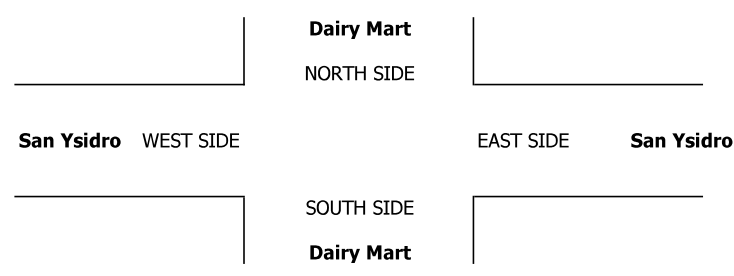 Dairy Mart
NORTH SIDE
San Ysidro WEST SIDE EAST SIDE San Ysidro
SOUTH SIDE
Dairy Mart